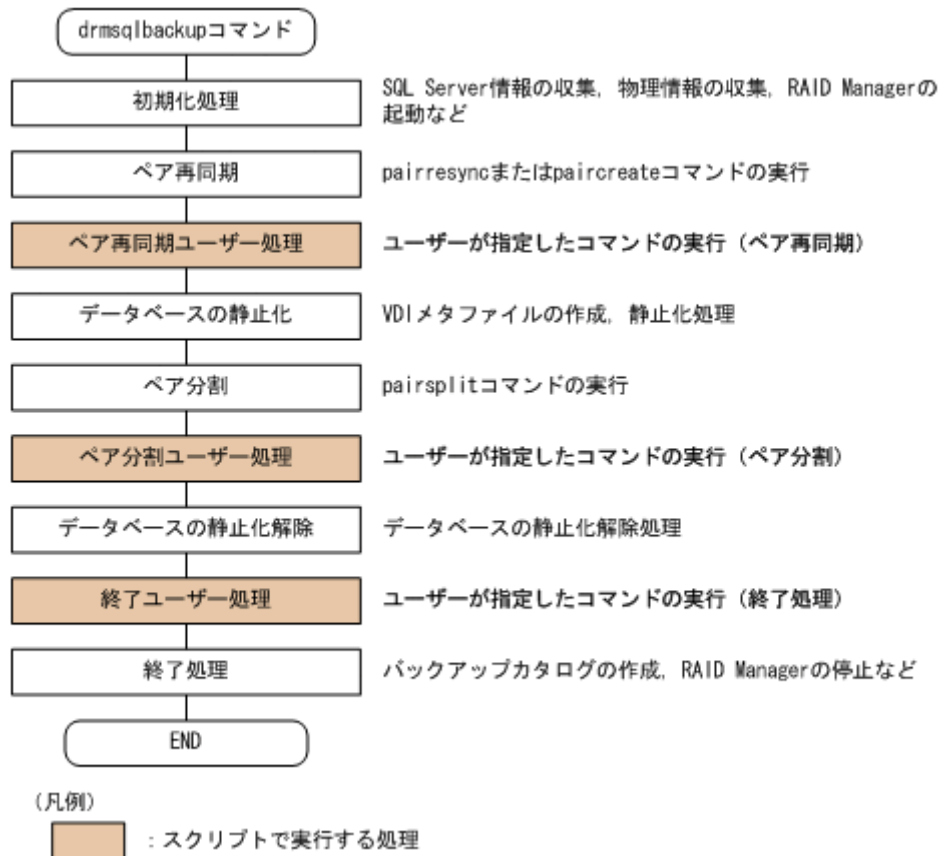 drmsqlbackupコマンド
初期化処理
SQL Server情報の収集，物理情報の収集，RAID Managerの
起動など
ペア再同期
pairresyncまたはpaircreateコマンドの実行
ペア再同期ユーザー処理
ユーザーが指定したコマンドの実行（ペア再同期）
データベースの静止化
VDIメタファイルの作成，静止化処理
ペア分割
pairsplitコマンドの実行
ペア分割ユーザー処理
ユーザーが指定したコマンドの実行（ペア分割）
データベースの静止化解除
データベースの静止化解除処理
終了ユーザー処理
ユーザーが指定したコマンドの実行（終了処理）
終了処理
バックアップカタログの作成，RAID Managerの停止など
END
（凡例）
：スクリプトで実行する処理